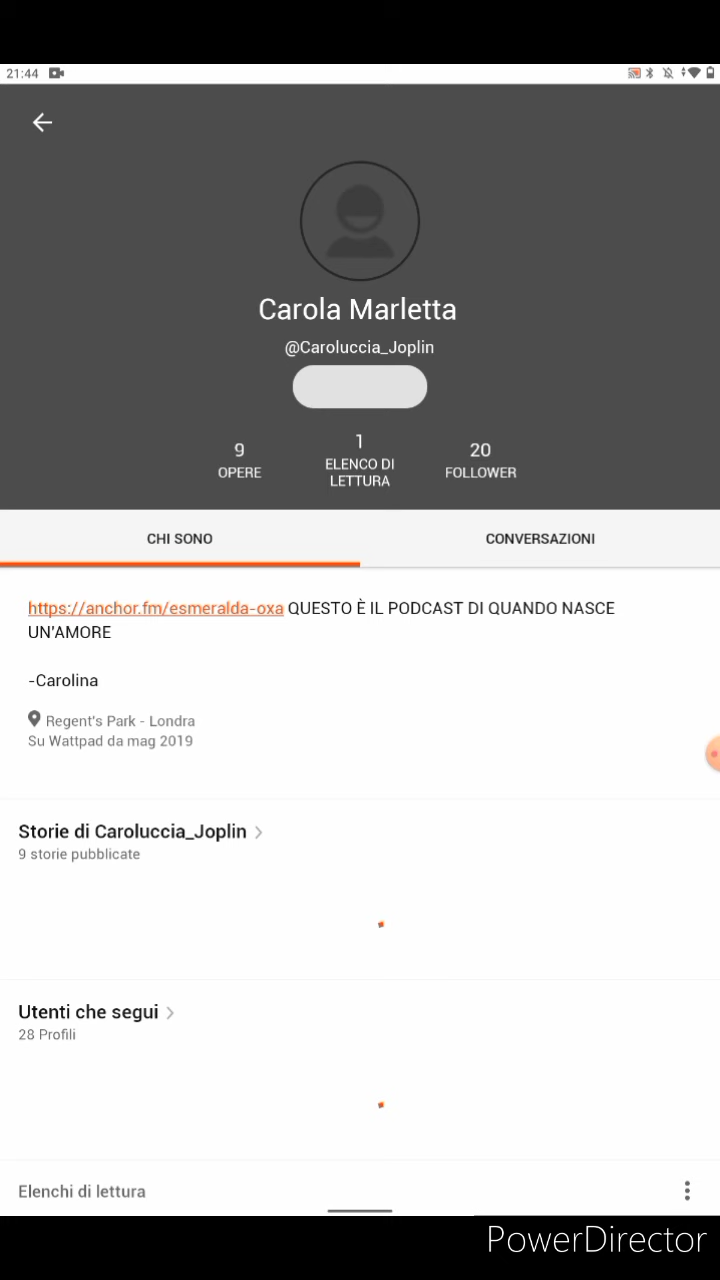 21:44
Carola Marletta
@Caroluccia_Joplin
9
OPERE
1
ELENCO DI
LETTURA
20
FOLLOWER
CHI SONO
CONVERSAZIONI
https://anchor.fm/esmeralda-oxa QUESTO È IL PODCAST DI QUANDO NASCE
UN'AMORE
-Carolina
Regent's Park - Londra
Su Wattpad da mag 2019
Storie di Caroluccia_Joplin
9 storie pubblicate
Utenti che segui
28 Profili
Elenchi di lettura
PowerDirector